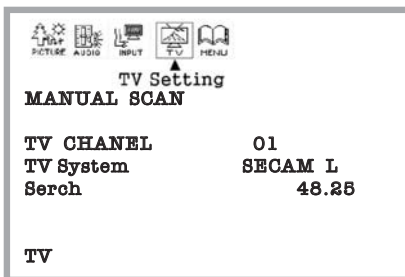 PICTURE AUDIO INPUT TV MENU
TV Setting
MANUAL SCAN
TV CHANEL 01
TV System SECAM L
Serch 48.25
TV